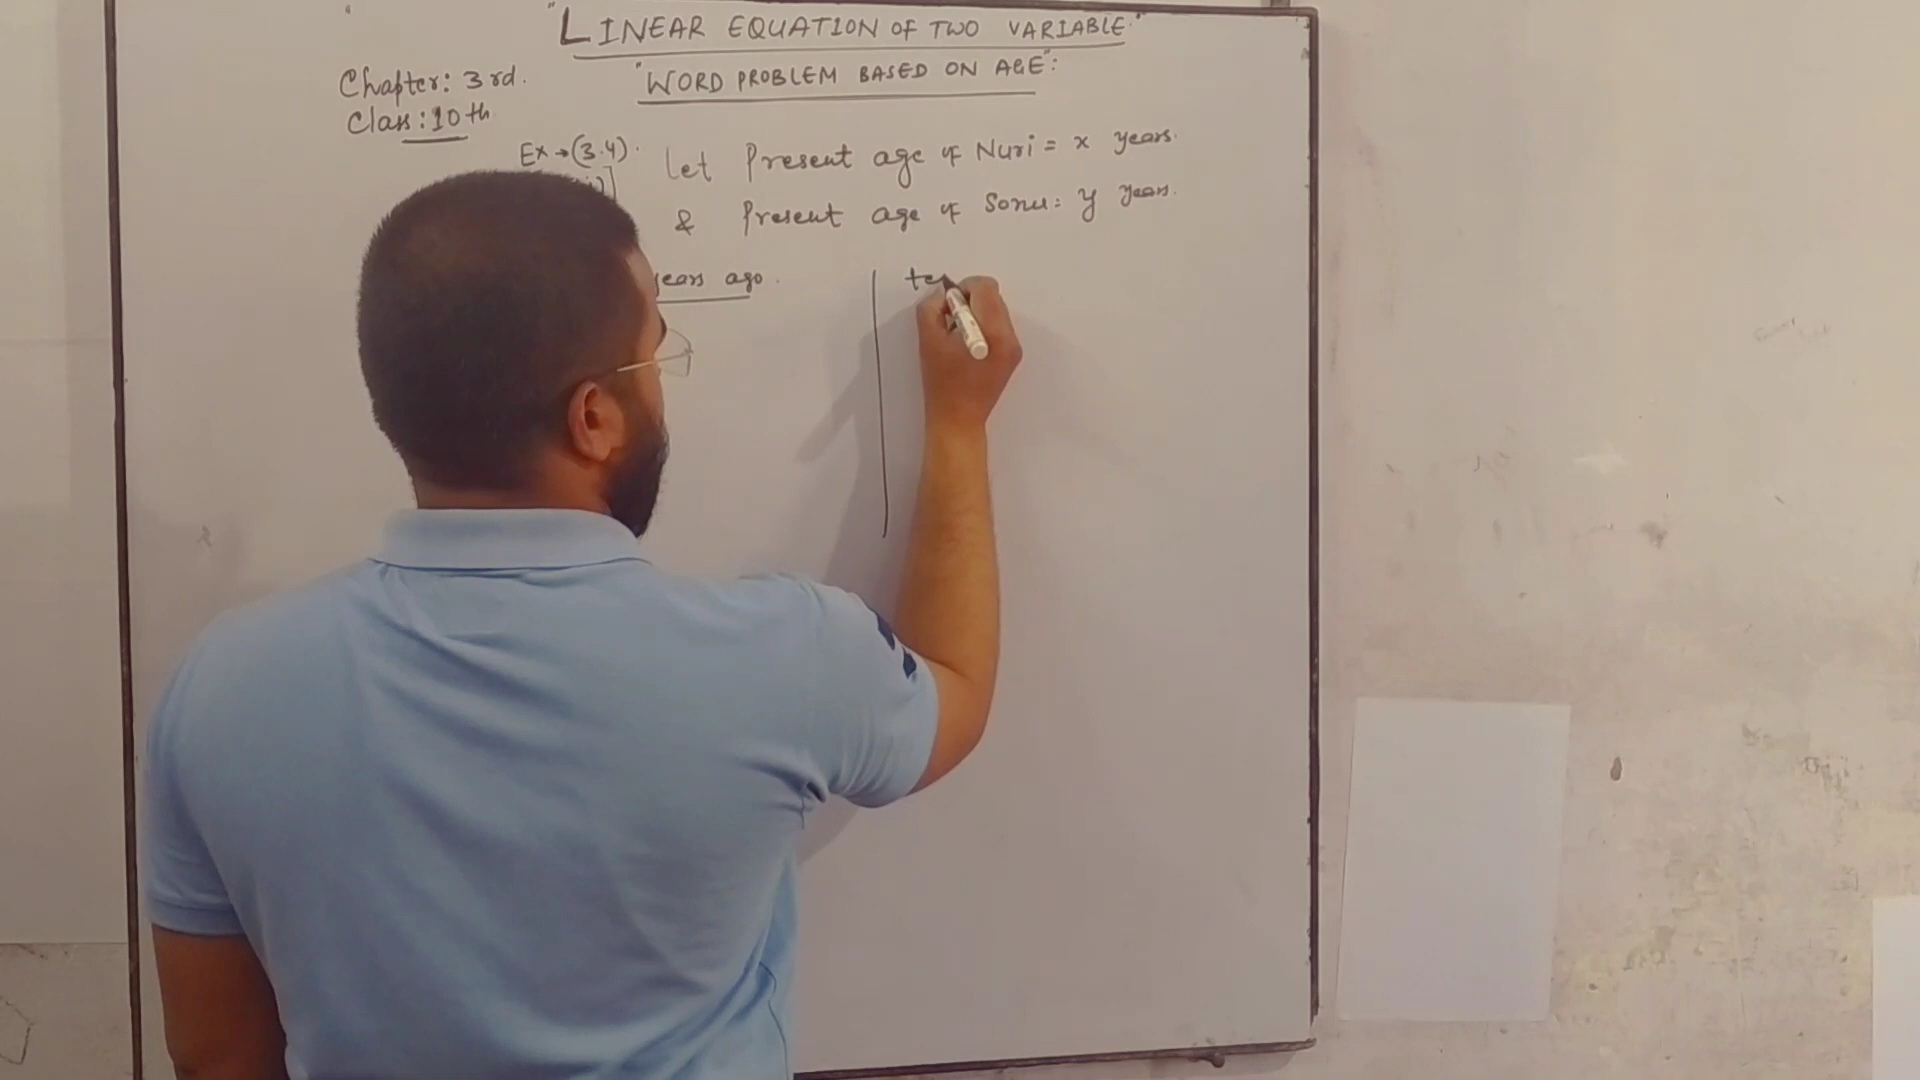 "LINEAR EQUATION OF TWO VARIABLE."
"WORD PROBLEM BASED ON AGE":
Chapter: 3rd.
Class: 10th
Ex → (3.4).
Let Present age of Nuri = x years.
& Present age of Sonu = y years.
years ago.
te